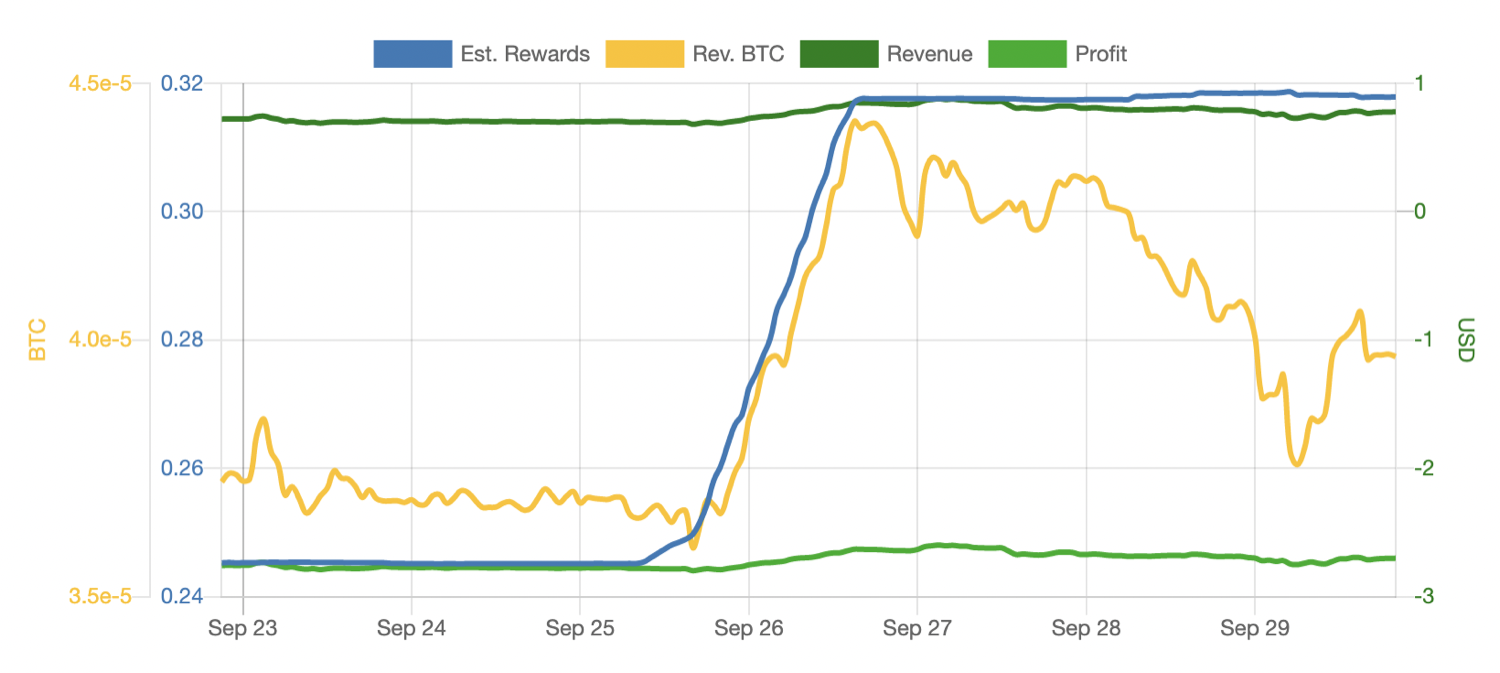 Est. Rewards Rev. BTC Revenue Profit
4.5e-5 0.32 1
0.30 0
BTC 4.0e-5 0.28 -1 USD
0.26 -2
3.5e-5 0.24 -3
Sep 23 Sep 24 Sep 25 Sep 26 Sep 27 Sep 28 Sep 29